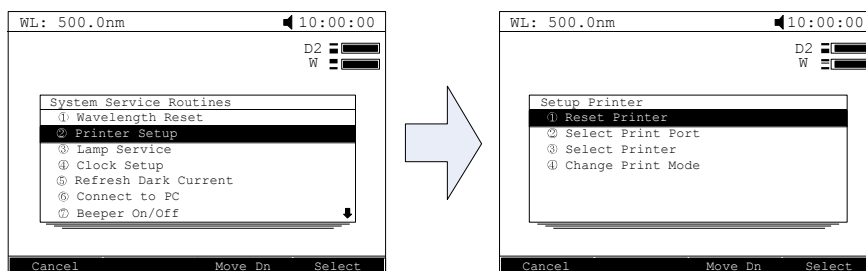 WL: 500.0nm 10:00:00
D2
W
System Service Routines
① Wavelength Reset
② Printer Setup
③ Lamp Service
④ Clock Setup
⑤ Refresh Dark Current
⑥ Connect to PC
⑦ Beeper On/Off
Cancel Move Dn Select
WL: 500.0nm 10:00:00
D2
W
Setup Printer
① Reset Printer
② Select Print Port
③ Select Printer
④ Change Print Mode
Cancel Move Dn Select